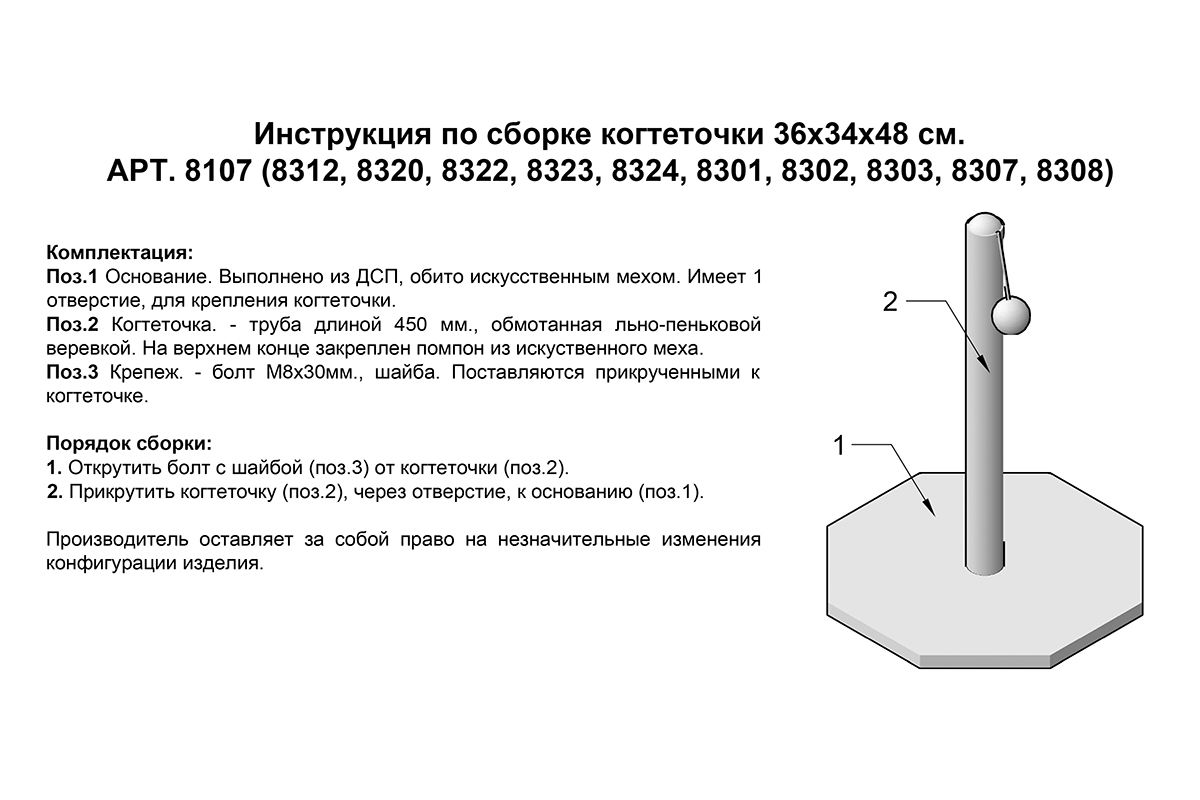 Инструкция по сборке когтеточки 36х34х48 см.
АРТ. 8107 (8312, 8320, 8322, 8323, 8324, 8301, 8302, 8303, 8307, 8308)
Комплектация:
Поз.1 Основание. Выполнено из ДСП, обито искусственным мехом. Имеет 1
отверстие, для крепления когтеточки.
Поз.2 Когтеточка. - труба длиной 450 мм., обмотанная льно-пеньковой
веревкой. На верхнем конце закреплен помпон из искуственного меха.
Поз.3 Крепеж. - болт М8х30мм., шайба. Поставляются прикрученными к
когтеточке.
Порядок сборки:
1. Открутить болт с шайбой (поз.3) от когтеточки (поз.2).
2. Прикрутить когтеточку (поз.2), через отверстие, к основанию (поз.1).
Производитель оставляет за собой право на незначительные изменения
конфигурации изделия.
2
1